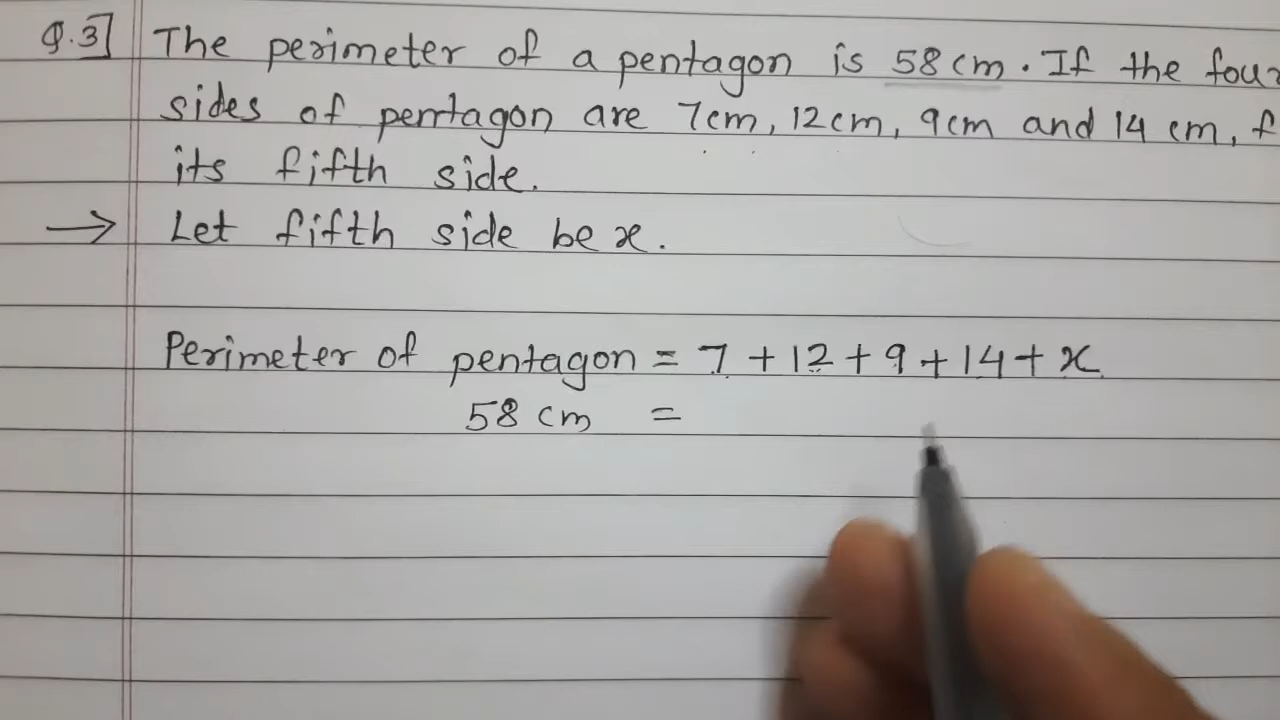 Q.3] The perimeter of a pentagon is 58 cm. If the four
sides of pentagon are 7cm, 12cm, 9cm and 14 cm, f
its fifth side.
→ Let fifth side be x.
Perimeter of pentagon = 7 + 12 + 9 + 14 + x
58 cm =